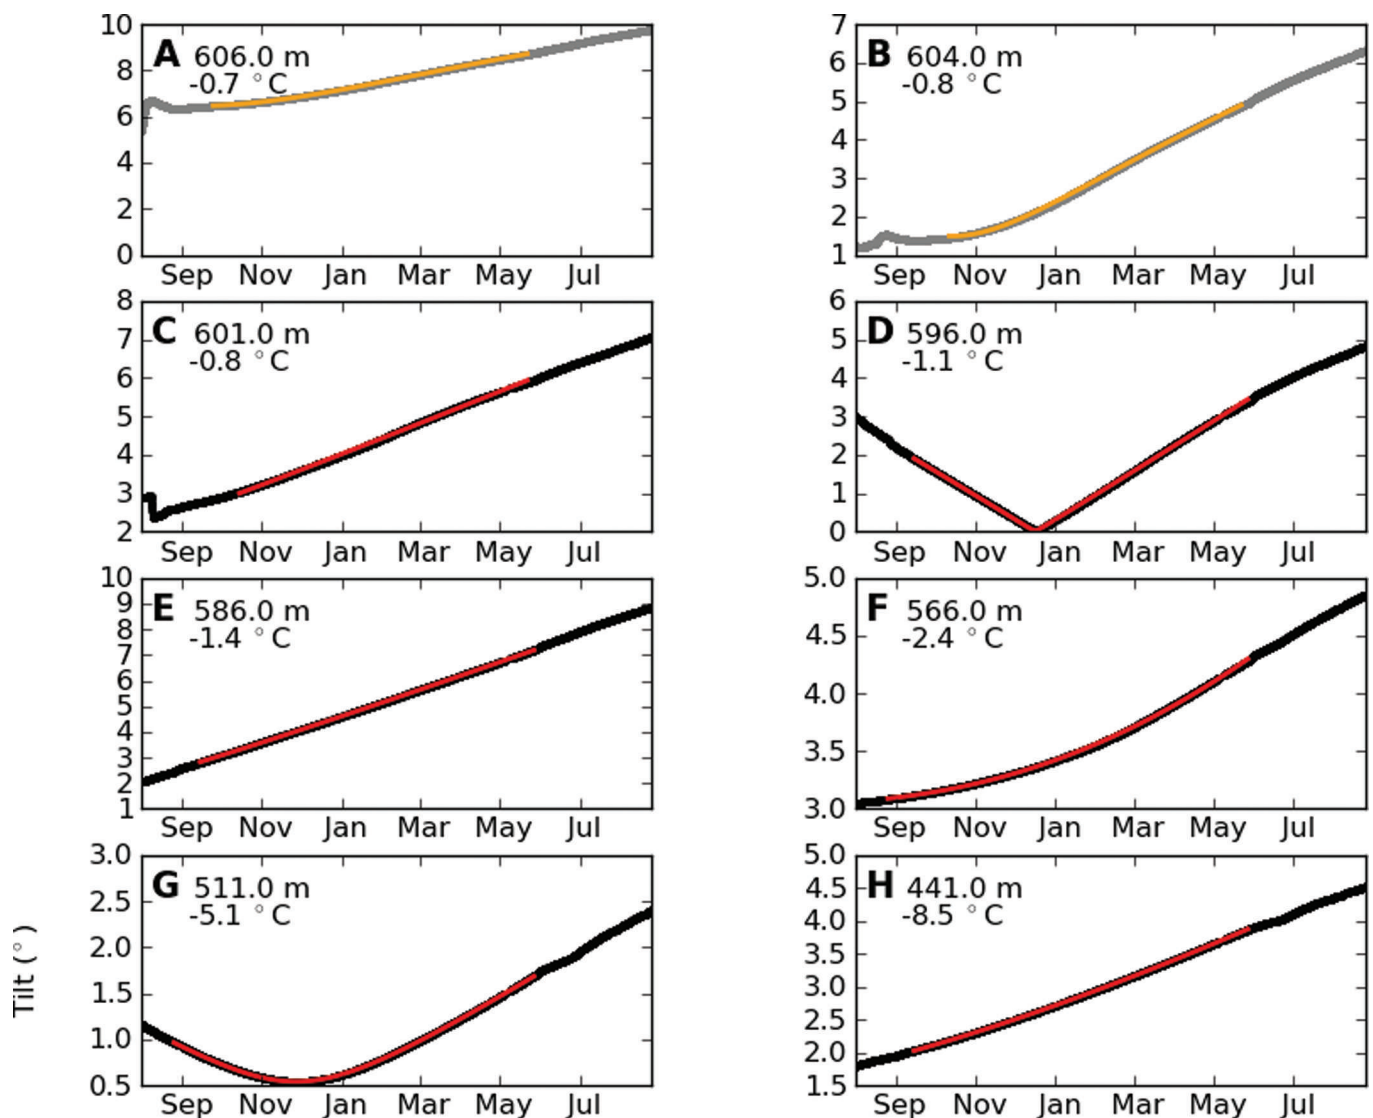 10
8
6
4
2
0
A 606.0 m
-0.7 °C
Sep Nov Jan Mar May Jul
7
6
5
4
3
2
1
B 604.0 m
-0.8 °C
Sep Nov Jan Mar May Jul
8
7
6
5
4
3
2
C 601.0 m
-0.8 °C
Sep Nov Jan Mar May Jul
6
5
4
3
2
1
0
D 596.0 m
-1.1 °C
Sep Nov Jan Mar May Jul
10
9
8
7
6
5
4
3
2
1
E 586.0 m
-1.4 °C
Sep Nov Jan Mar May Jul
5.0
4.5
4.0
3.5
3.0
F 566.0 m
-2.4 °C
Sep Nov Jan Mar May Jul
Tilt (°)
3.0
2.5
2.0
1.5
1.0
0.5
G 511.0 m
-5.1 °C
Sep Nov Jan Mar May Jul
5.0
4.5
4.0
3.5
3.0
2.5
2.0
1.5
H 441.0 m
-8.5 °C
Sep Nov Jan Mar May Jul